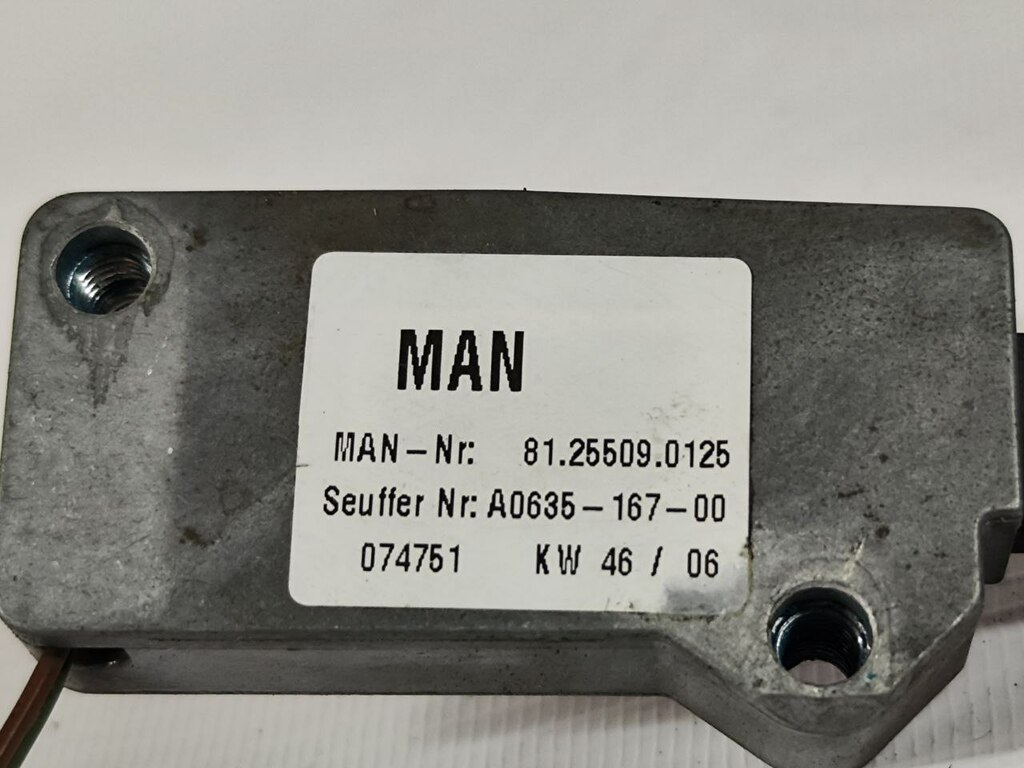 MAN
MAN-Nr: 81.25509.0125
Seuffer Nr: A0635-167-00
074751 KW 46 / 06